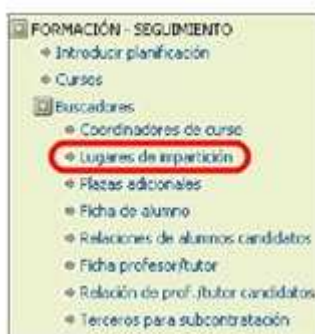 FORMACIÓN - SEGUIMIENTO
Introducir planificación
Cursos
Buscadores
Coordinadores de curso
Lugares de impartición
Plazas adicionales
Ficha de alumno
Relaciones de alumnos candidatos
Ficha profesor/tutor
Relación de prof./tutor candidatos
Terceros para subcontratación